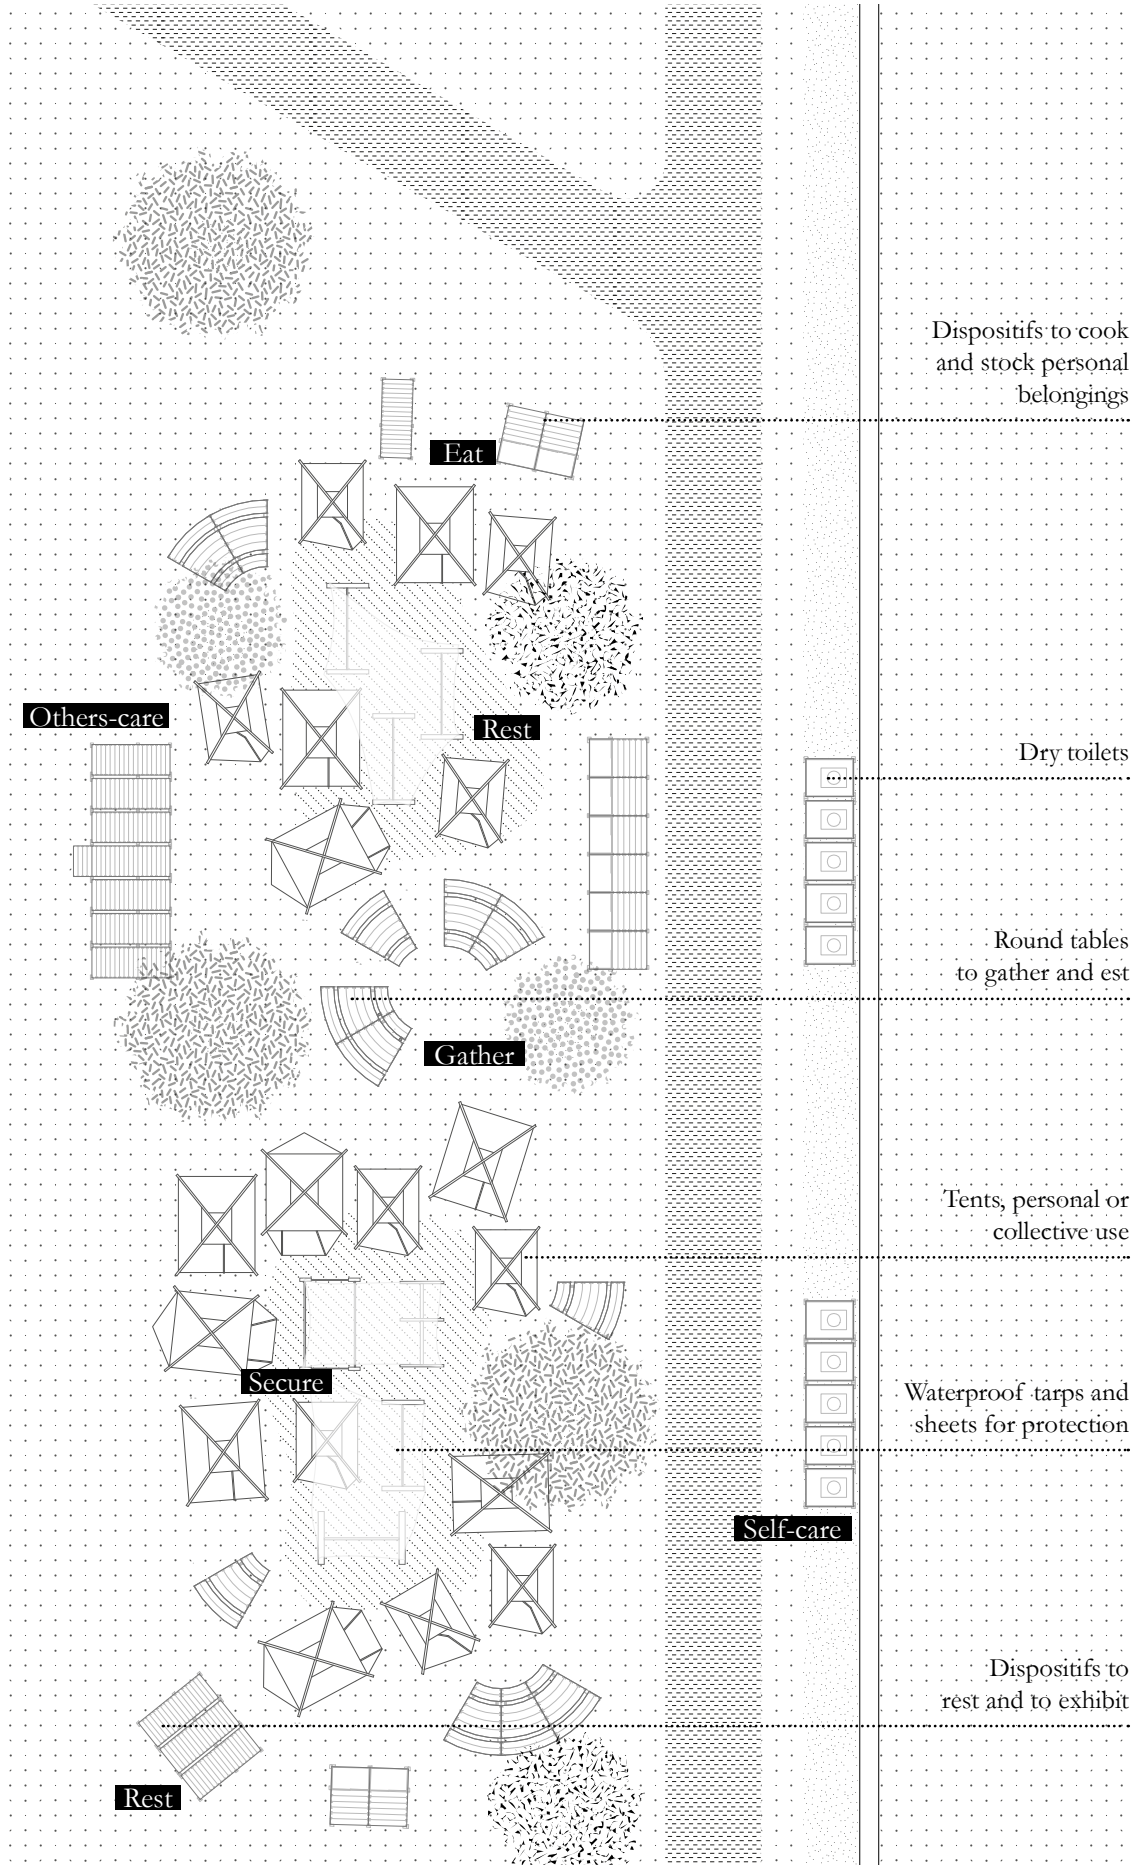 Dispositifs to cook
and stock personal
belongings
Eat
Others-care
Rest
Dry toilets
Round tables
to gather and est
Gather
Tents, personal or
collective use
Secure
Waterproof tarps and
sheets for protection
Self-care
Dispositifs to
rest and to exhibit
Rest